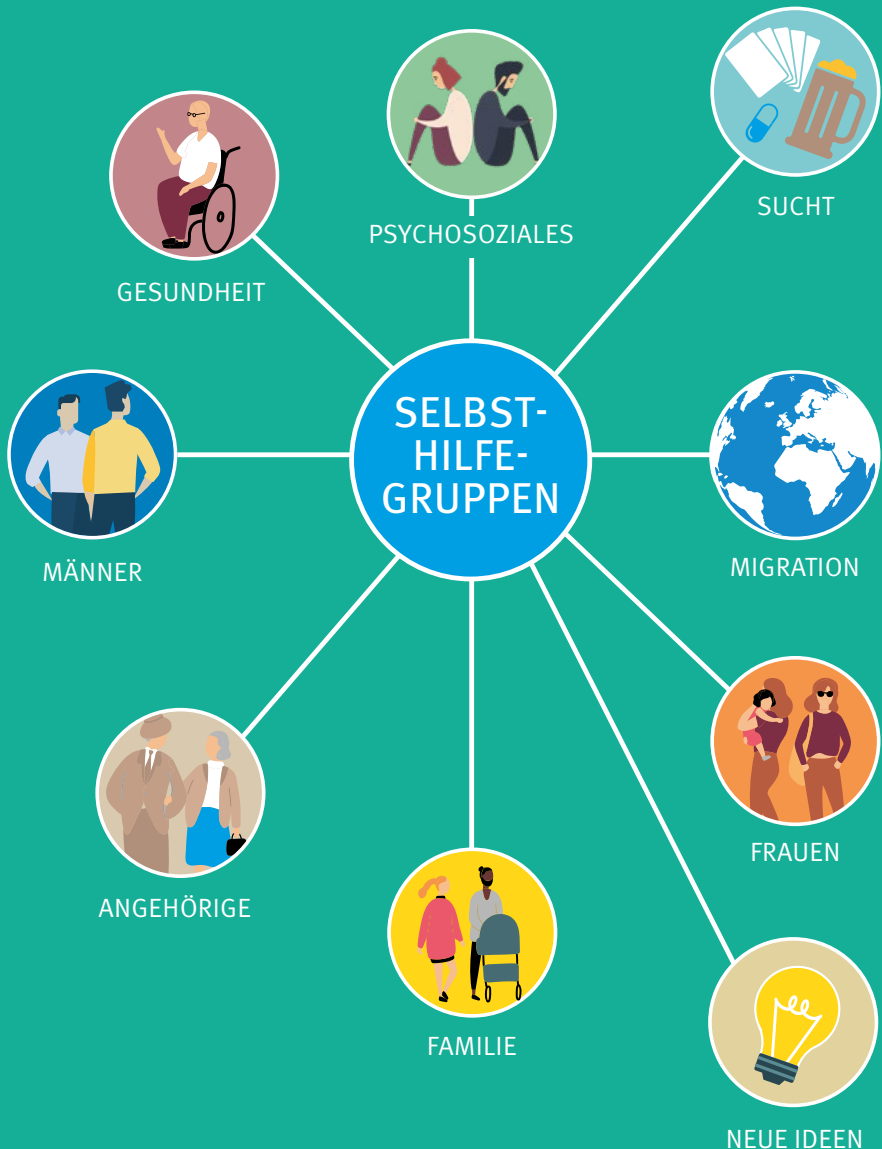 SUCHT
PSYCHOSOZIALES
GESUNDHEIT
SELBST-
HILFE-
GRUPPEN
MÄNNER
MIGRATION
FRAUEN
ANGEHÖRIGE
FAMILIE
NEUE IDEEN